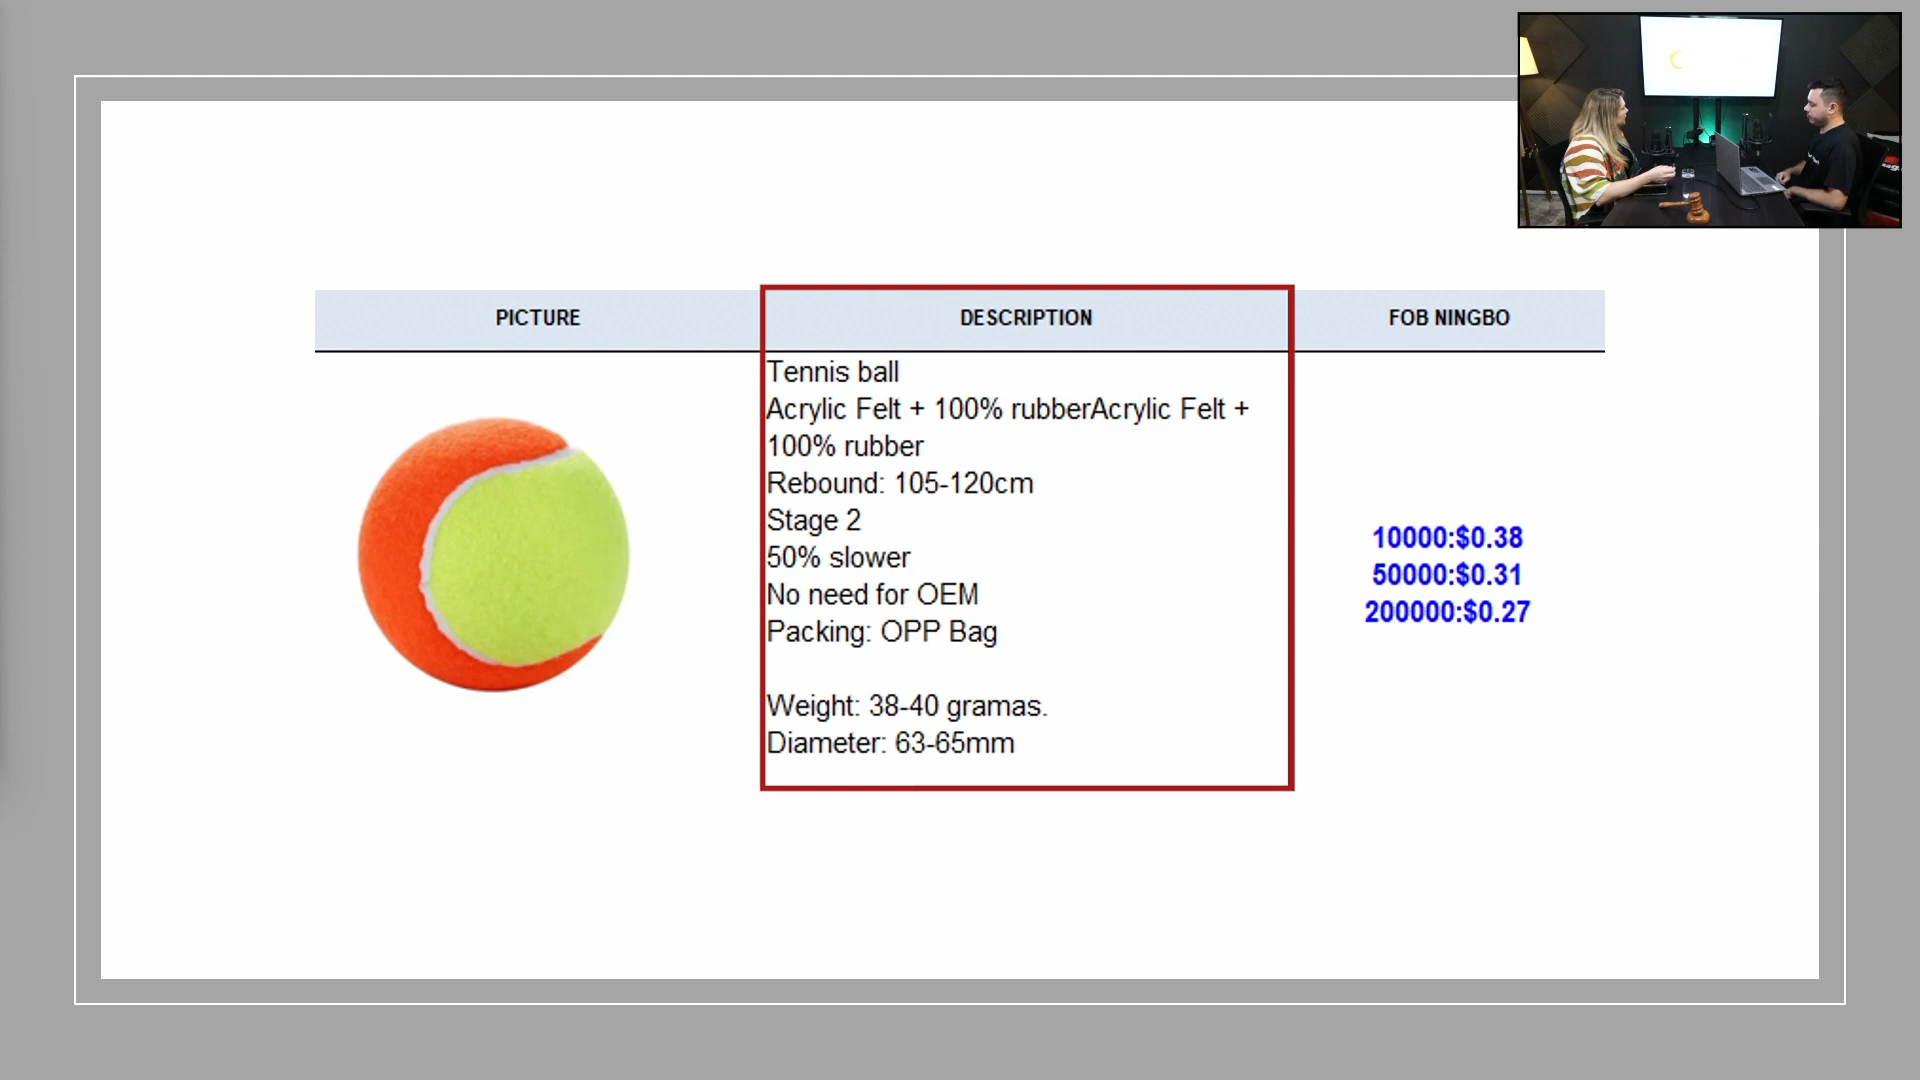 PICTURE
DESCRIPTION
FOB NINGBO
Tennis ball
Acrylic Felt + 100% rubberAcrylic Felt +
100% rubber
Rebound: 105-120cm
Stage 2
50% slower
No need for OEM
Packing: OPP Bag
Weight: 38-40 gramas.
Diameter: 63-65mm
10000:$0.38
50000:$0.31
200000:$0.27